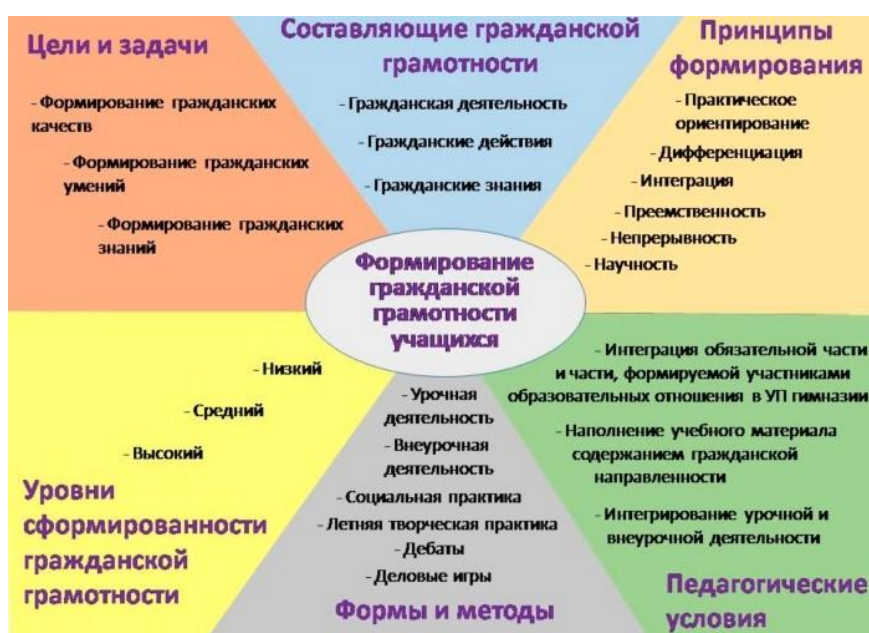 Цели и задачи
- Формирование гражданских
качеств
- Формирование гражданских
умений
- Формирование гражданских
знаний
Составляющие гражданской
грамотности
- Гражданская деятельность
- Гражданские действия
- Гражданские знания
Принципы
формирования
- Практическое
ориентирование
- Дифференциация
- Интеграция
- Преемственность
- Непрерывность
- Научность
Формирование
гражданской
грамотности
учащихся
- Низкий
- Средний
- Высокий
Уровни
сформированности
гражданской
грамотности
- Урочная
деятельность
- Внеурочная
деятельность
- Социальная практика
- Летняя творческая практика
- Дебаты
- Деловые игры
Формы и методы
- Интеграция обязательной части
и части, формируемой участниками
образовательных отношения в УП гимназии
- Наполнение учебного материала
содержанием гражданской
направленности
- Интегрирование урочной и
внеурочной деятельности
Педагогические
условия